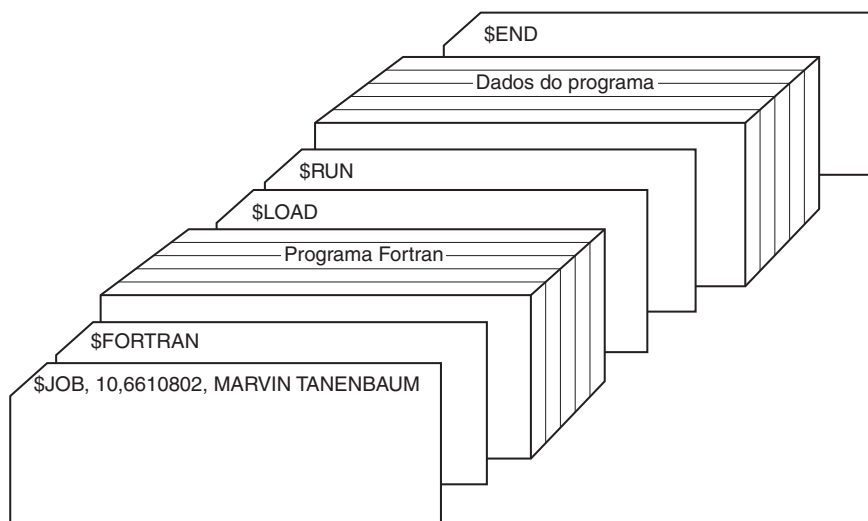 $END
Dados do programa
$RUN
$LOAD
Programa Fortran
$FORTRAN
$JOB, 10,6610802, MARVIN TANENBAUM